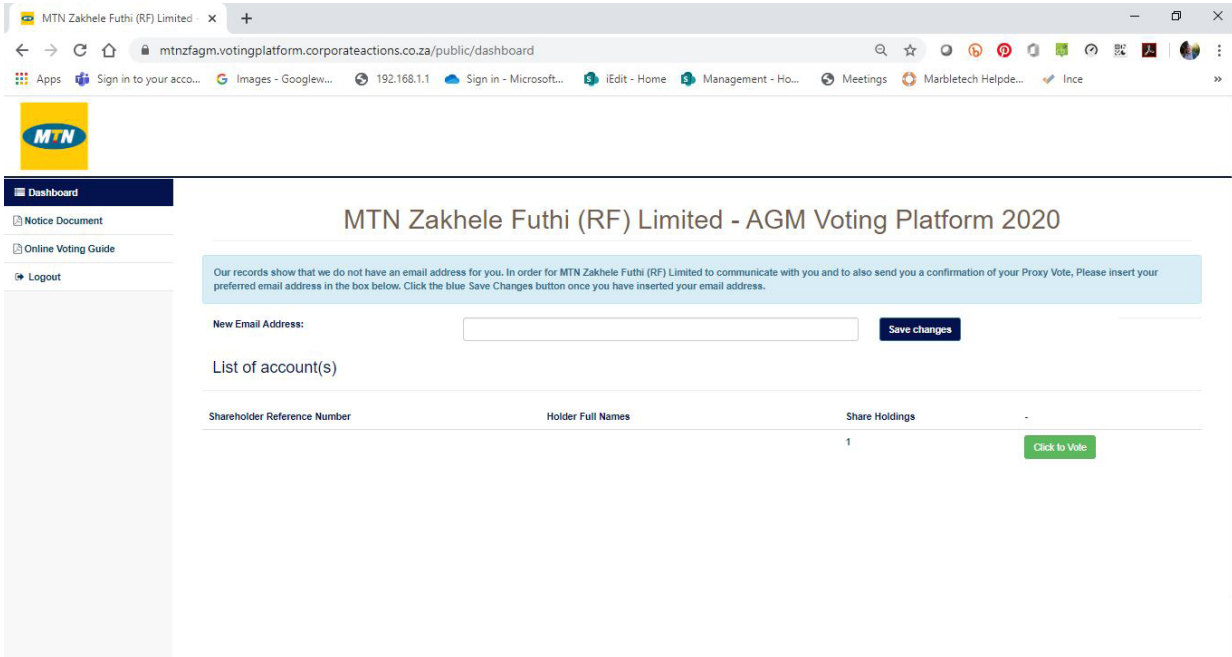 MTN Zakhele Futhi (RF) Limited -
mtnzfagm.votingplatform.corporateactions.co.za/public/dashboard
Apps Sign in to your acco... Images - Googlew... 192.168.1.1 Sign in - Microsoft... iEdit - Home Management - Ho... Meetings Marbletech Helpde... Ince »
MTN
Dashboard
Notice Document
Online Voting Guide
Logout
MTN Zakhele Futhi (RF) Limited - AGM Voting Platform 2020
Our records show that we do not have an email address for you. In order for MTN Zakhele Futhi (RF) Limited to communicate with you and to also send you a confirmation of your Proxy Vote, Please insert your
preferred email address in the box below. Click the blue Save Changes button once you have inserted your email address.
New Email Address: Save changes
List of account(s)
Shareholder Reference Number Holder Full Names Share Holdings -
1 Click to Vote